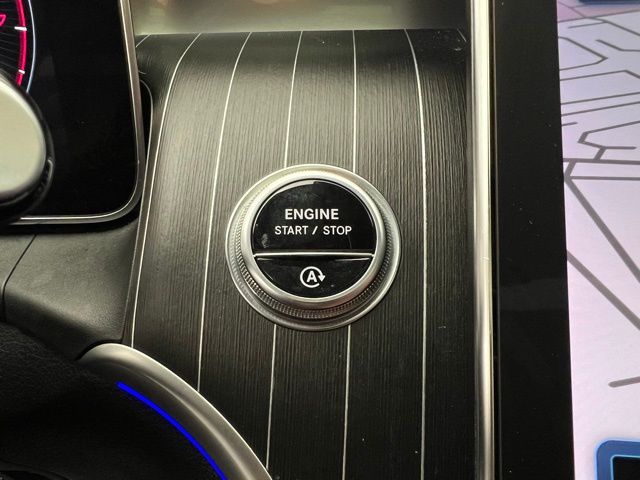 ENGINE
START / STOP
A